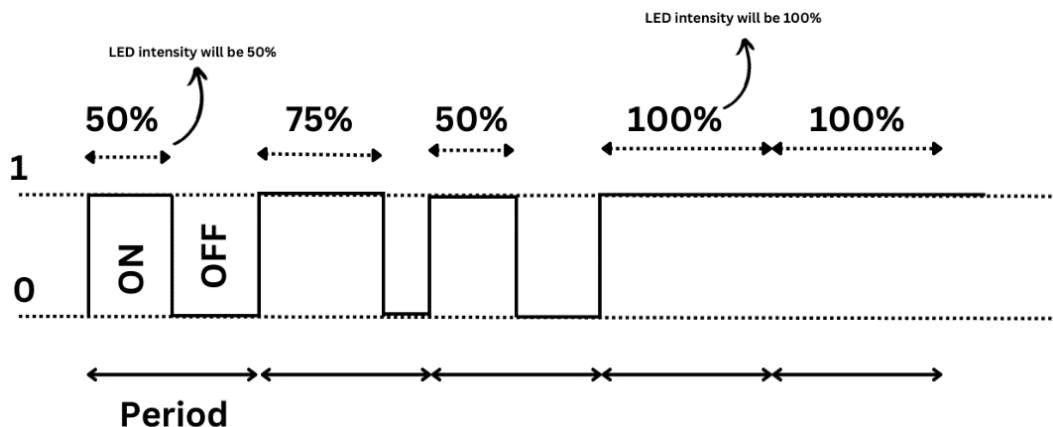 LED intensity will be 100%
LED intensity will be 50%
50%
75%
50%
100%
100%
1
ON
OFF
0
Period